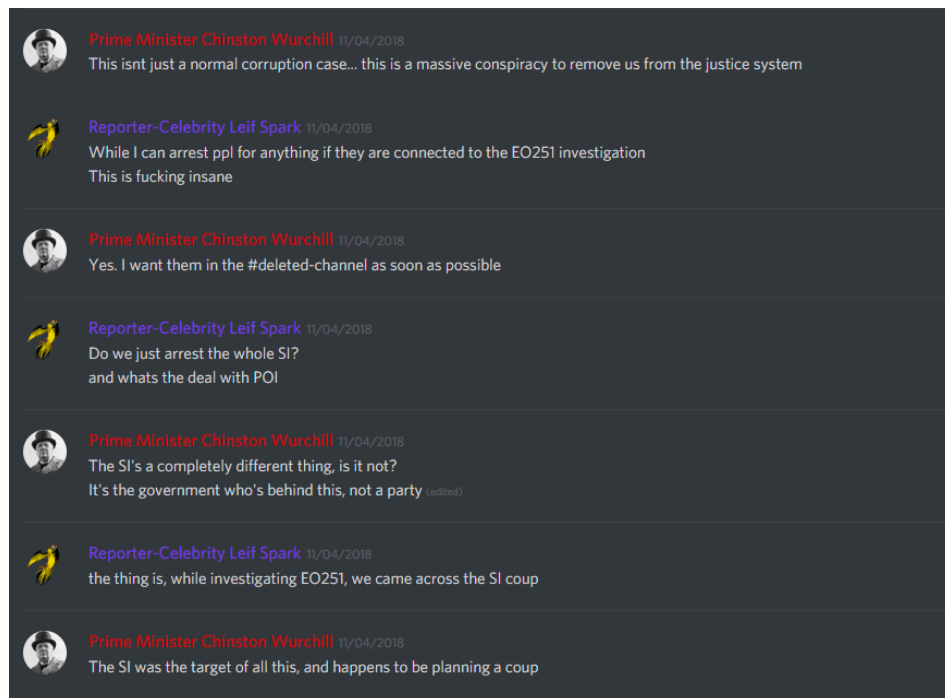 Prime Minister Chinston Wurchill 11/04/2018
This isnt just a normal corruption case... this is a massive conspiracy to remove us from the justice system
Reporter-Celebrity Leif Spark 11/04/2018
While I can arrest ppl for anything if they are connected to the EO251 investigation
This is fucking insane
Prime Minister Chinston Wurchill 11/04/2018
Yes. I want them in the #deleted-channel as soon as possible
Reporter-Celebrity Leif Spark 11/04/2018
Do we just arrest the whole SI?
and whats the deal with POI
Prime Minister Chinston Wurchill 11/04/2018
The SI's a completely different thing, is it not?
It's the government who's behind this, not a party (edited)
Reporter-Celebrity Leif Spark 11/04/2018
the thing is, while investigating EO251, we came across the SI coup
Prime Minister Chinston Wurchill 11/04/2018
The SI was the target of all this, and happens to be planning a coup